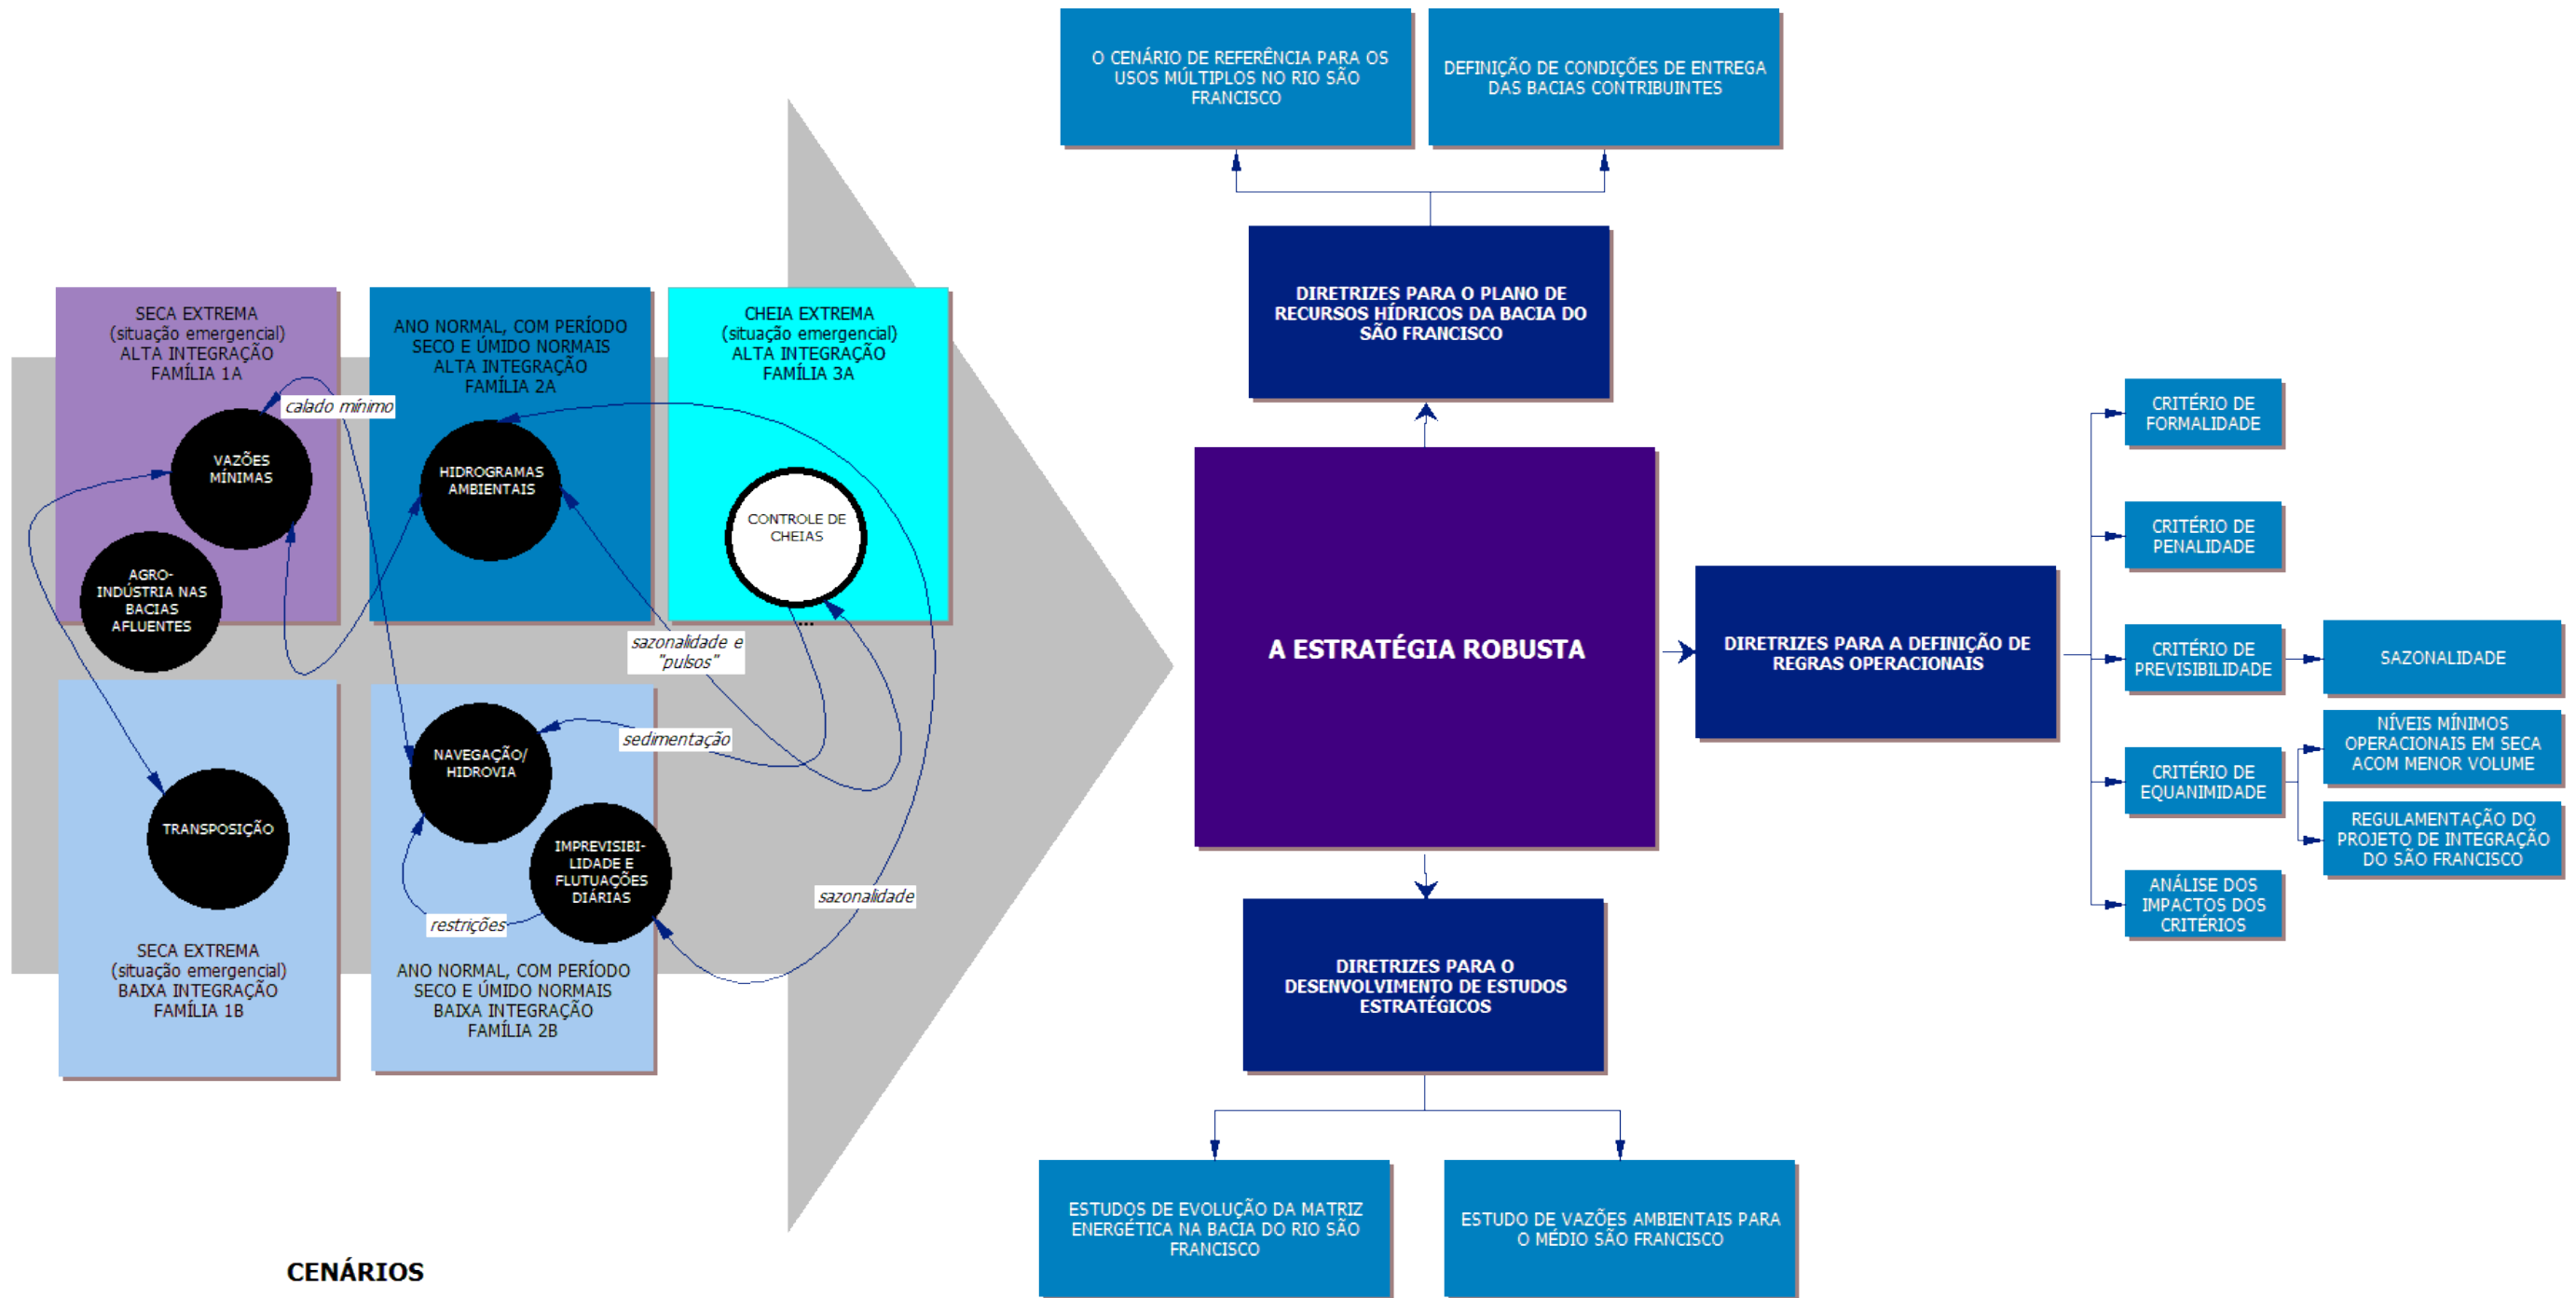 SECA EXTREMA
(situação emergencial)
ALTA INTEGRAÇÃO
FAMÍLIA 1A
calado mínimo
VAZÕES
MÍNIMAS
AGRO-
INDÚSTRIA NAS
BACIAS
AFLUENTES
ANO NORMAL, COM PERÍODO
SECO E ÚMIDO NORMAIS
ALTA INTEGRAÇÃO
FAMÍLIA 2A
HIDROGRAMAS
AMBIENTAIS
CHEIA EXTREMA
(situação emergencial)
ALTA INTEGRAÇÃO
FAMÍLIA 3A
CONTROLE DE
CHEIAS
...
sazonalidade e
"pulsos"
sedimentação
TRANSPOSIÇÃO
SECA EXTREMA
(situação emergencial)
BAIXA INTEGRAÇÃO
FAMÍLIA 1B
NAVEGAÇÃO/
HIDROVIA
IMPREVISIBI-
LIDADE E
FLUTUAÇÕES
DIÁRIAS
restrições
sazonalidade
ANO NORMAL, COM PERÍODO
SECO E ÚMIDO NORMAIS
BAIXA INTEGRAÇÃO
FAMÍLIA 2B
CENÁRIOS
O CENÁRIO DE REFERÊNCIA PARA OS
USOS MÚLTIPLOS NO RIO SÃO
FRANCISCO
DEFINIÇÃO DE CONDIÇÕES DE ENTREGA
DAS BACIAS CONTRIBUINTES
DIRETRIZES PARA O PLANO DE
RECURSOS HÍDRICOS DA BACIA DO
SÃO FRANCISCO
A ESTRATÉGIA ROBUSTA
DIRETRIZES PARA A DEFINIÇÃO DE
REGRAS OPERACIONAIS
CRITÉRIO DE
FORMALIDADE
CRITÉRIO DE
PENALIDADE
CRITÉRIO DE
PREVISIBILIDADE
SAZONALIDADE
CRITÉRIO DE
EQUANIMIDADE
NÍVEIS MÍNIMOS
OPERACIONAIS EM SECA
ACOM MENOR VOLUME
REGULAMENTAÇÃO DO
PROJETO DE INTEGRAÇÃO
DO SÃO FRANCISCO
ANÁLISE DOS
IMPACTOS DOS
CRITÉRIOS
DIRETRIZES PARA O
DESENVOLVIMENTO DE ESTUDOS
ESTRATÉGICOS
ESTUDOS DE EVOLUÇÃO DA MATRIZ
ENERGÉTICA NA BACIA DO RIO SÃO
FRANCISCO
ESTUDO DE VAZÕES AMBIENTAIS PARA
O MÉDIO SÃO FRANCISCO